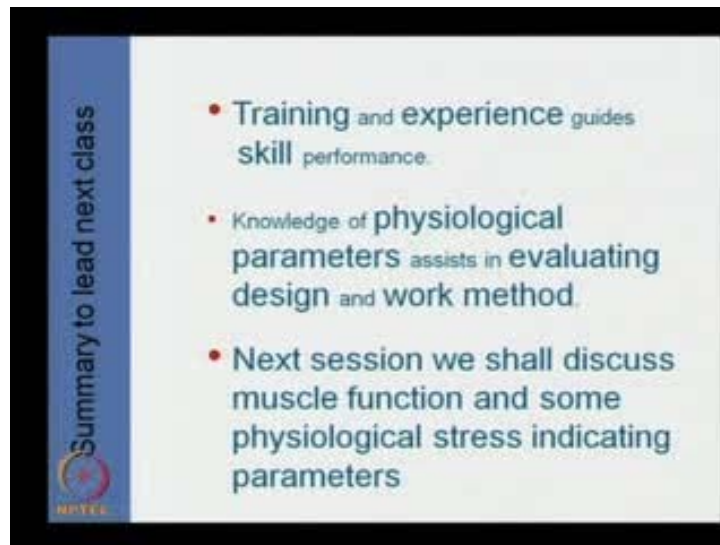 Summary to lead next class
• Training and experience guides
skill performance.
• Knowledge of physiological
parameters assists in evaluating
design and work method.
• Next session we shall discuss
muscle function and some
physiological stress indicating
parameters
NPTEL